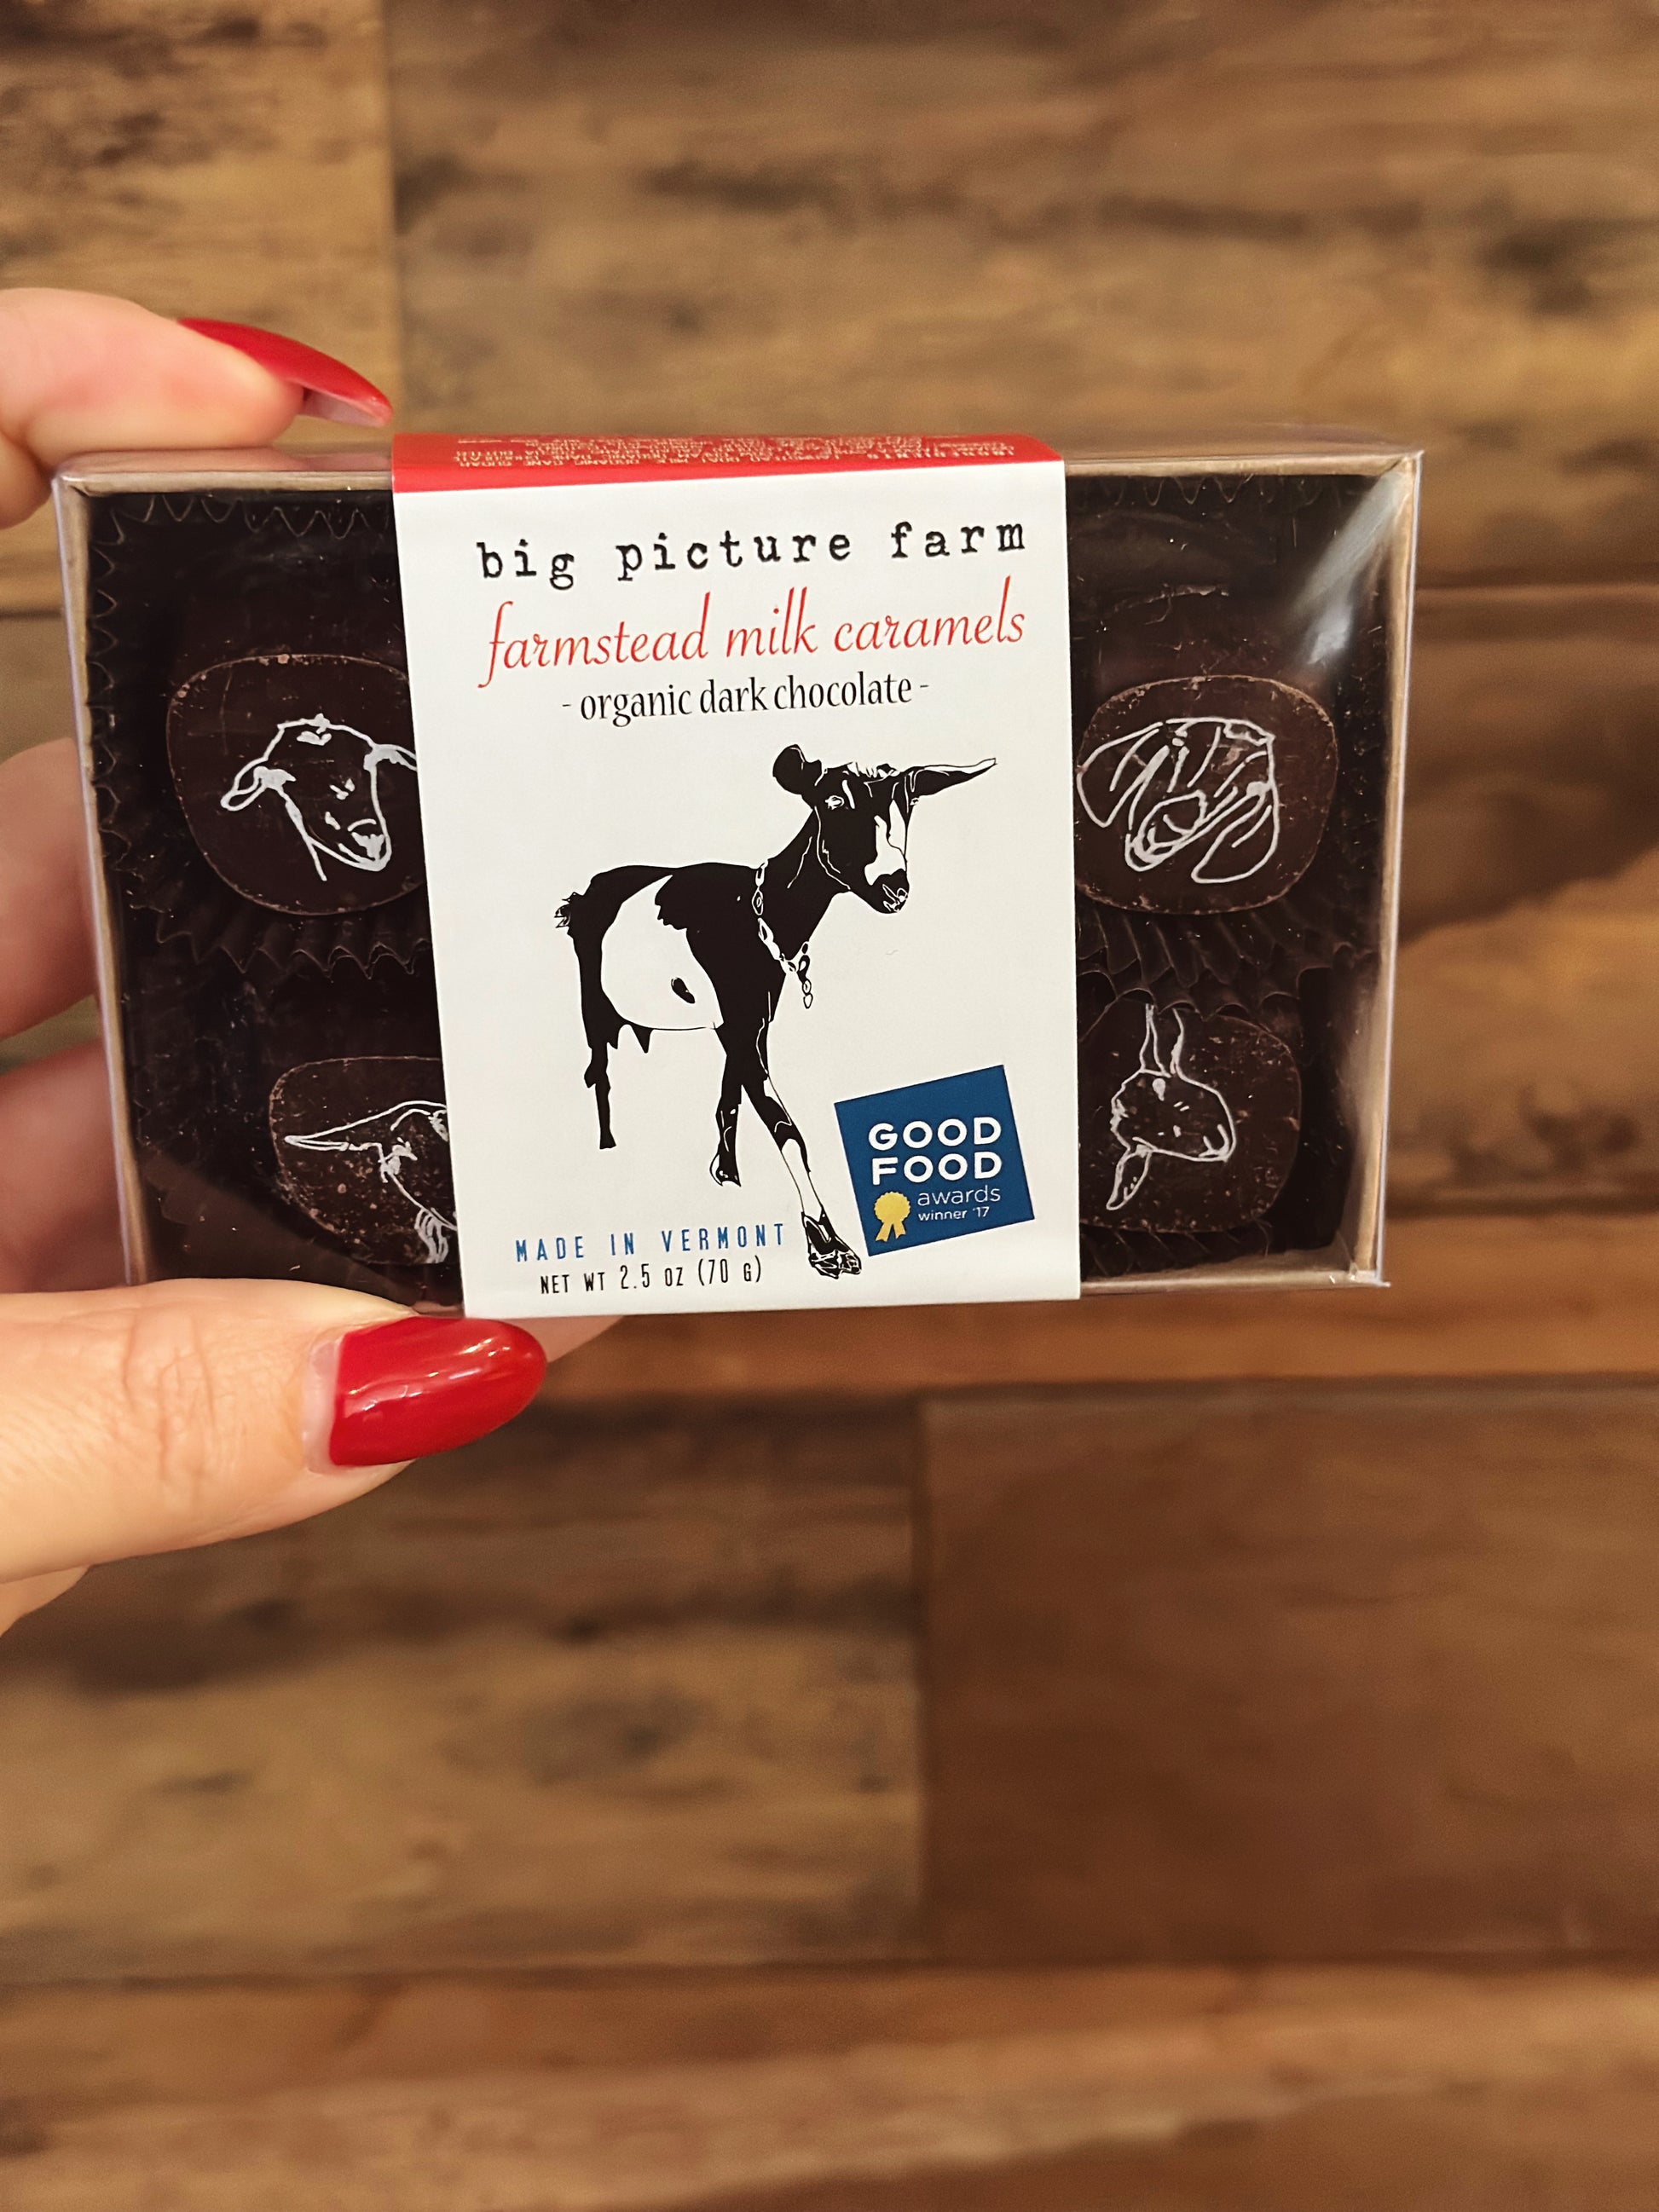 big picture farm
farmstead milk caramels
- organic dark chocolate -
GOOD
FOOD
awards
winner '17
MADE IN VERMONT
NET WT 2.5 OZ (70 G)